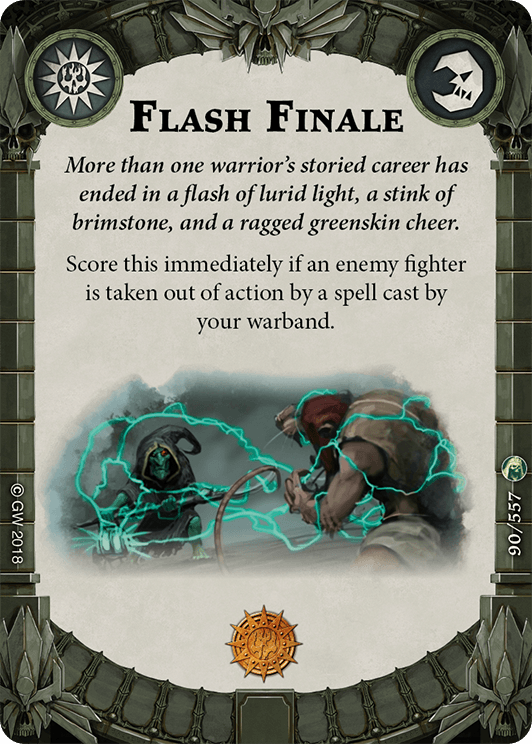 Flash Finale
More than one warrior's storied career has
ended in a flash of lurid light, a stink of
brimstone, and a ragged greenskin cheer.
Score this immediately if an enemy fighter
is taken out of action by a spell cast by
your warband.
©GW 2018
90/557